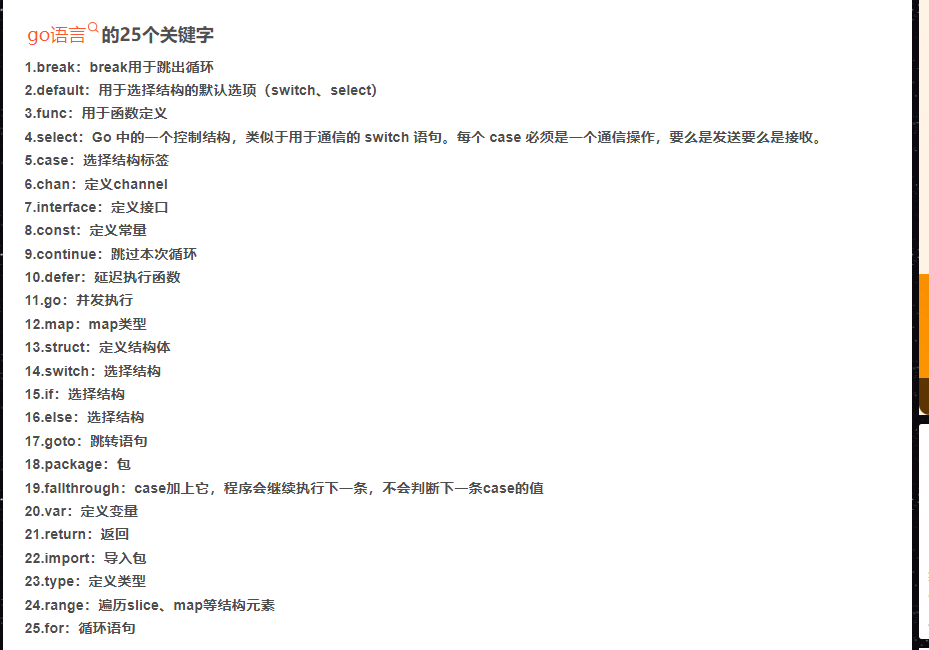 go语言的25个关键字
1.break：break用于跳出循环
2.default：用于选择结构的默认选项（switch、select）
3.func：用于函数定义
4.select：Go 中的一个控制结构，类似于用于通信的 switch 语句。每个 case 必须是一个通信操作，要么是发送要么是接收。
5.case：选择结构标签
6.chan：定义channel
7.interface：定义接口
8.const：定义常量
9.continue：跳过本次循环
10.defer：延迟执行函数
11.go：并发执行
12.map：map类型
13.struct：定义结构体
14.switch：选择结构
15.if：选择结构
16.else：选择结构
17.goto：跳转语句
18.package：包
19.fallthrough：case加上它，程序会继续执行下一条，不会判断下一条case的值
20.var：定义变量
21.return：返回
22.import：导入包
23.type：定义类型
24.range：遍历slice、map等结构元素
25.for：循环语句